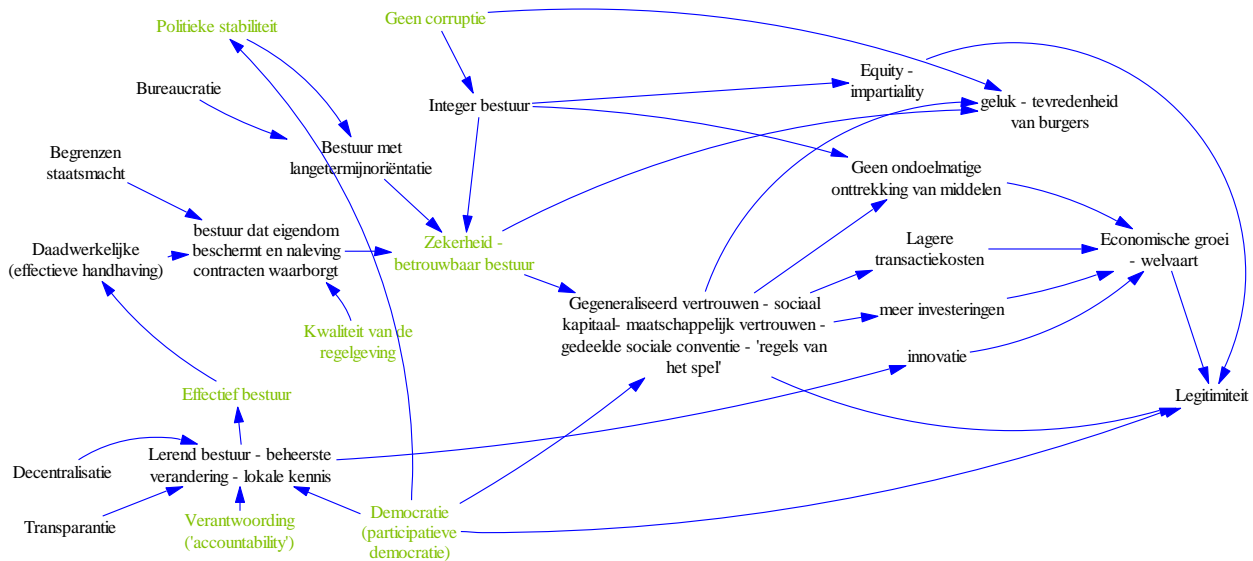 Politieke stabiliteit
Geen corruptie
Bureaucratie
Integer bestuur
Equity -
impartiality
geluk - tevredenheid
van burgers
Begrenzen
staatsmacht
Bestuur met
langetermijnoriëntatie
Geen ondoelmatige
onttrekking van middelen
Daadwerkelijke
(effectieve handhaving)
bestuur dat eigendom
beschermt en naleving
contracten waarborgt
Zekerheid -
betrouwbaar bestuur
Lagere
transactiekosten
Economische groei
- welvaart
Kwaliteit van de
regelgeving
Gegeneraliseerd vertrouwen - sociaal
kapitaal- maatschappelijk vertrouwen -
gedeelde sociale conventie - 'regels van
het spel'
meer investeringen
innovatie
Effectief bestuur
Legitimiteit
Decentralisatie
Lerend bestuur - beheerste
verandering - lokale kennis
Transparantie
Verantwoording
('accountability')
Democratie
(participatieve
democratie)